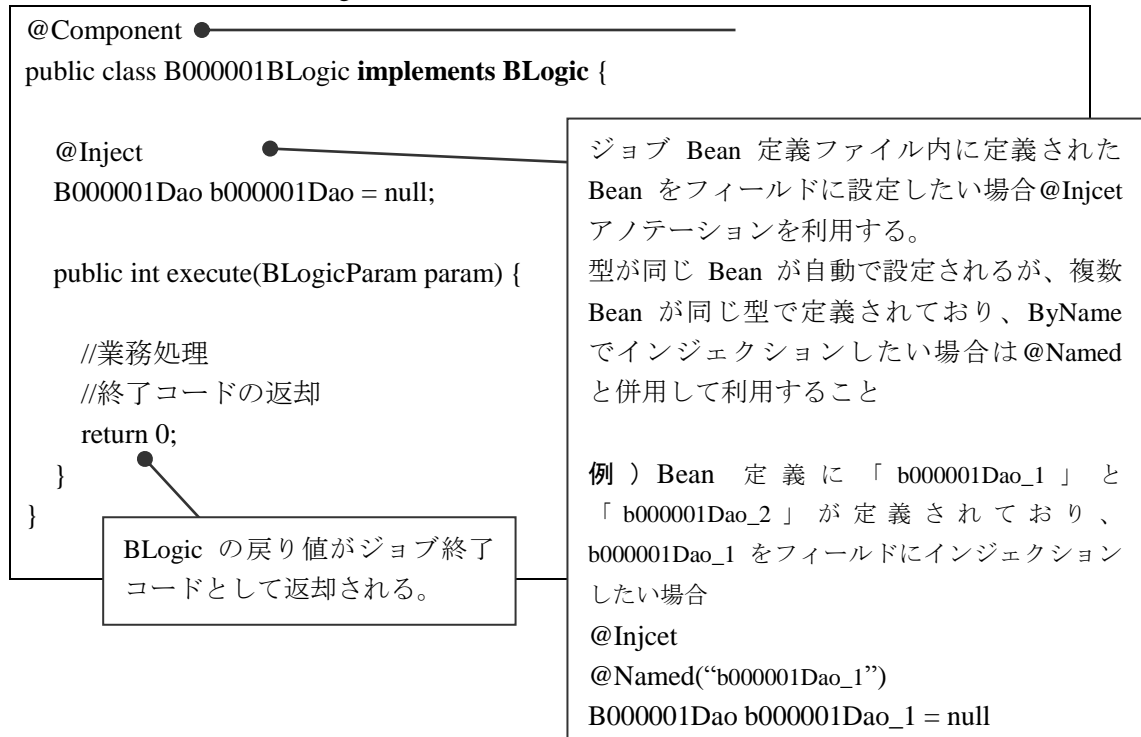 @Component
public class B000001BLogic implements BLogic {
@Inject
B000001Dao b000001Dao = null;
public int execute(BLogicParam param) {
//業務処理
//終了コードの返却
return 0;
}
}
BLogic の戻り値がジョブ終了
コードとして返却される。
ジョブ Bean 定義ファイル内に定義された
Bean をフィールドに設定したい場合@Injcet
アノテーションを利用する。
型が同じ Bean が自動で設定されるが、複数
Bean が同じ型で定義されており、ByName
でインジェクションしたい場合は@Named
と併用して利用すること
例）Bean 定義に「b000001Dao_1」と
「b000001Dao_2」が定義されており、
b000001Dao_1 をフィールドにインジェクション
したい場合
@Injcet
@Named(“b000001Dao_1”)
B000001Dao b000001Dao_1 = null